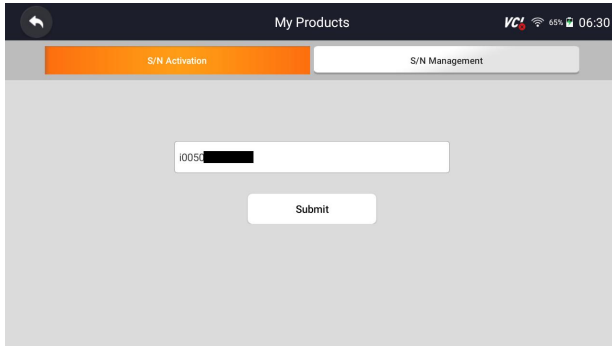 My Products
VCI 65% 06:30
S/N Activation
S/N Management
i0050
Submit